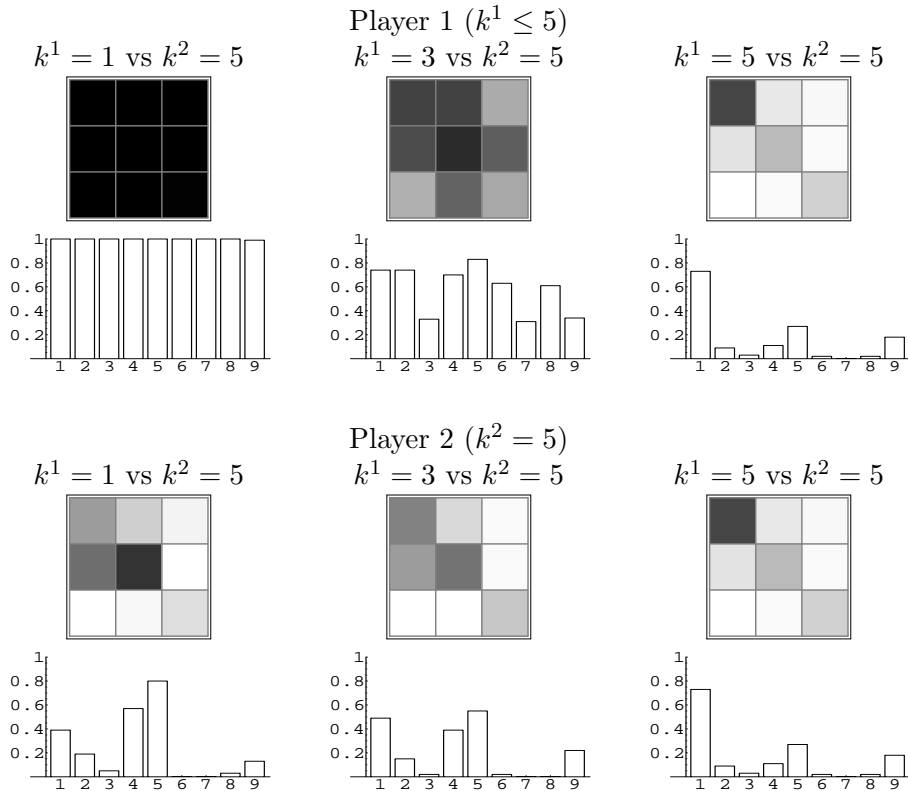 Player 1 (k¹ ≤ 5)
k¹ = 1 vs k² = 5 k¹ = 3 vs k² = 5 k¹ = 5 vs k² = 5
1 1 1
0.8 0.8 0.8
0.6 0.6 0.6
0.4 0.4 0.4
0.2 0.2 0.2
1 2 3 4 5 6 7 8 9 1 2 3 4 5 6 7 8 9 1 2 3 4 5 6 7 8 9
Player 2 (k² = 5)
k¹ = 1 vs k² = 5 k¹ = 3 vs k² = 5 k¹ = 5 vs k² = 5
1 1 1
0.8 0.8 0.8
0.6 0.6 0.6
0.4 0.4 0.4
0.2 0.2 0.2
1 2 3 4 5 6 7 8 9 1 2 3 4 5 6 7 8 9 1 2 3 4 5 6 7 8 9